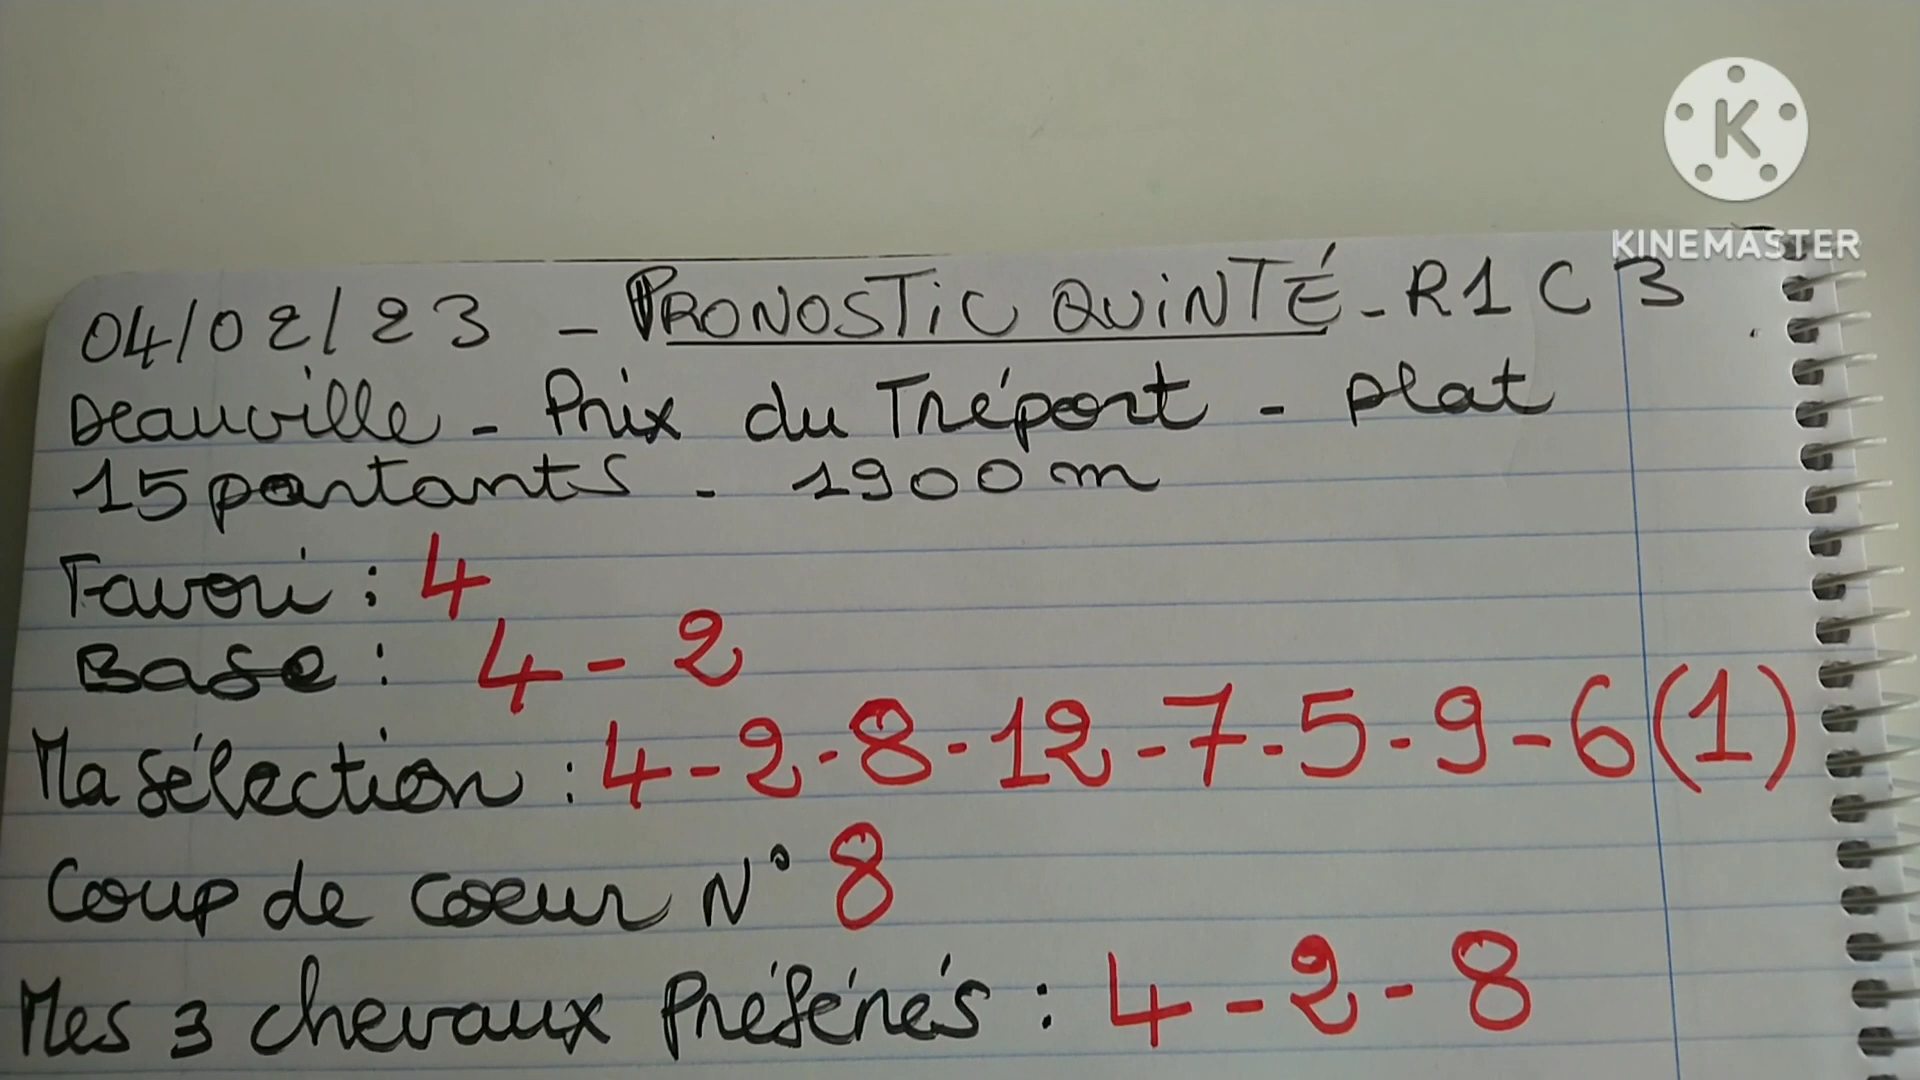 K
KINEMASTER
04/02/23 - PRONOSTIC QUINTÉ - R1 C3
Deauville - Prix du Tréport - plat
15 partants - 1900m
Favori : 4
Base : 4 - 2
Ma sélection : 4 - 2 - 8 - 12 - 7 - 5 - 9 - 6 (1)
Coup de coeur N° 8
Mes 3 chevaux préférés : 4 - 2 - 8